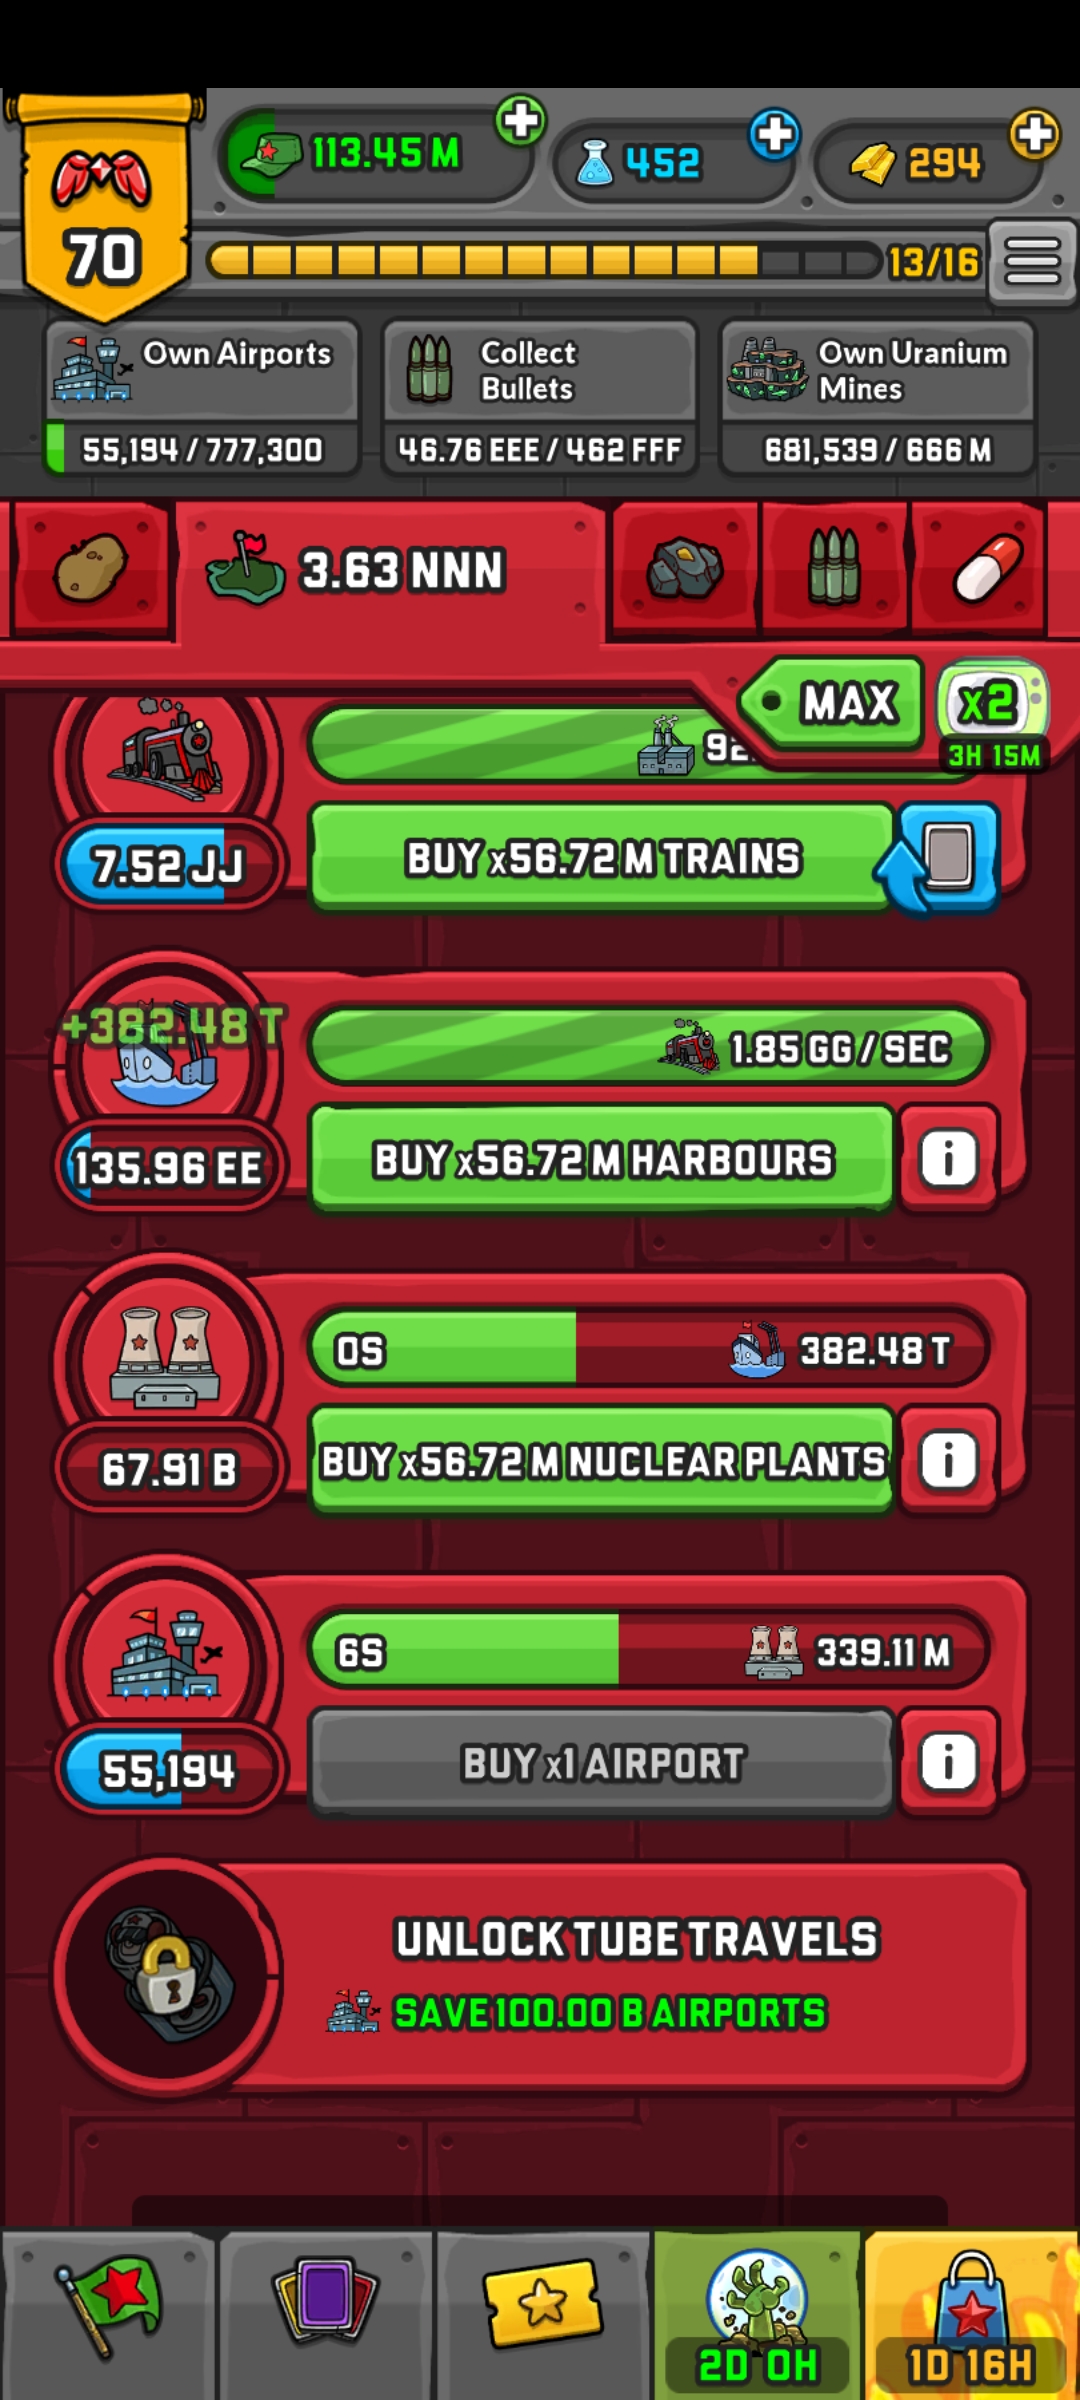 113.45 M
452
294
70
13/16
Own Airports
Collect
Bullets
Own Uranium
Mines
55,194 / 777,300
46.76 EEE / 462 FFF
681,539 / 666 M
3.63 NNN
MAX
x2
3H 15M
92.
7.52 JJ
BUY x56.72 M TRAINS
+382.48 T
1.85 GG / SEC
135.96 EE
BUY x56.72 M HARBOURS
0S
382.48 T
67.91 B
BUY x56.72 M NUCLEAR PLANTS
6S
339.11 M
55,194
BUY x1 AIRPORT
UNLOCK TUBE TRAVELS
SAVE 100.00 B AIRPORTS
2D 0H
1D 16H